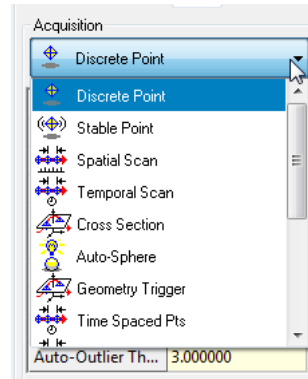 Acquisition
Discrete Point
Discrete Point
Stable Point
Spatial Scan
Temporal Scan
Cross Section
Auto-Sphere
Geometry Trigger
Time Spaced Pts
Auto-Outlier Th... 3.000000